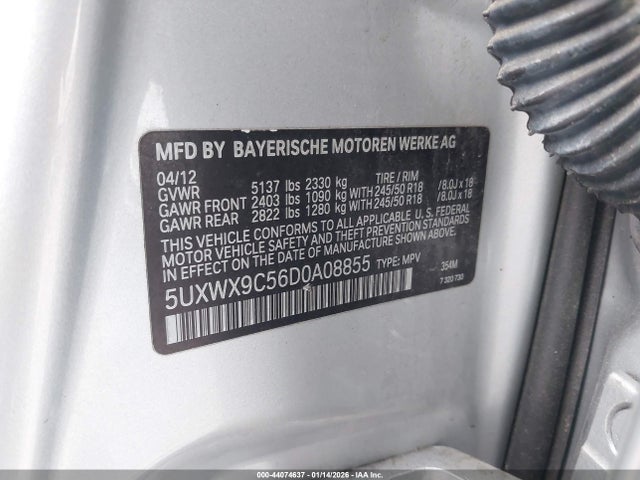 MFD BY BAYERISCHE MOTOREN WERKE AG
04/12 TIRE / RIM
GVWR 5137 lbs 2330 kg
GAWR FRONT 2403 lbs 1090 kg WITH 245/50 R18 /8.0J x 18
GAWR REAR 2822 lbs 1280 kg WITH 245/50 R18 /8.0J x 18
THIS VEHICLE CONFORMS TO ALL APPLICABLE U. S. FEDERAL
MOTOR VEHICLE SAFETY AND THEFT PREVENTION STANDARDS
IN EFFECT ON THE DATE OF MANUFACTURE SHOWN ABOVE.
5UXWX9C56D0A08855 TYPE: MPV 354M
7 320 730
000-44074637 - 01/14/2026 - © IAA Inc.